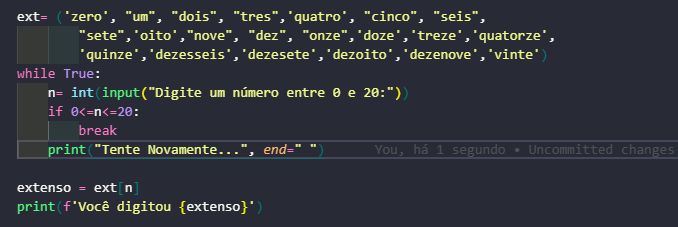 ext= ('zero', "um", "dois", "tres",'quatro', "cinco", "seis",
"sete",'oito',"nove", "dez", "onze",'doze','treze','quatorze',
'quinze','dezesseis','dezesete','dezoito','dezenove','vinte')
while True:
n= int(input("Digite um número entre 0 e 20:"))
if 0<=n<=20:
break
print("Tente Novamente...", end=" ") You, há 1 segundo • Uncommitted changes
extenso = ext[n]
print(f'Você digitou {extenso}')